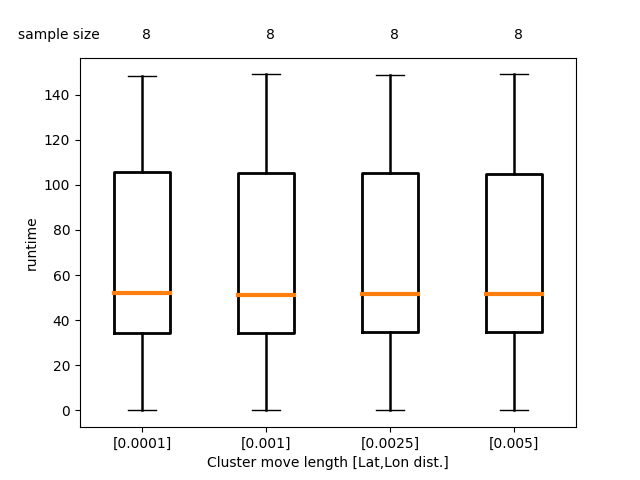 sample size 8 8 8 8
140
120
100
80
60
40
20
0
runtime
[0.0001] [0.001] [0.0025] [0.005]
Cluster move length [Lat,Lon dist.]